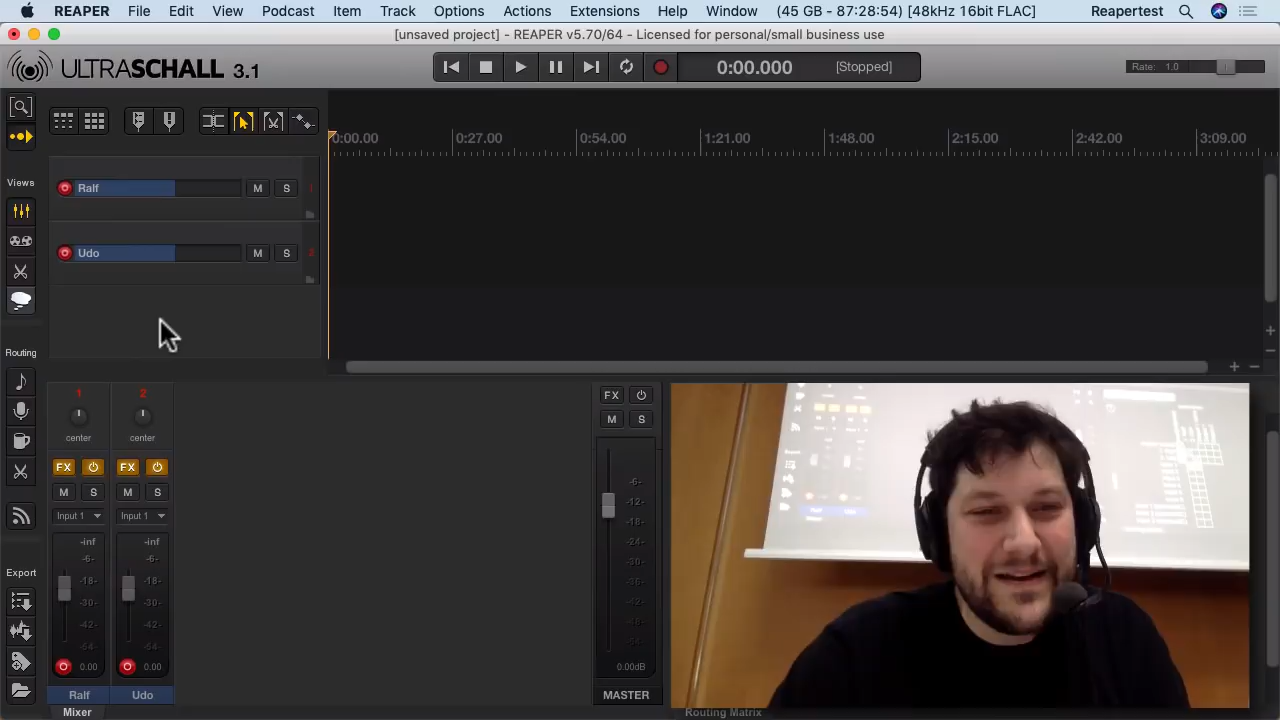 REAPER File Edit View Podcast Item Track Options Actions Extensions Help Window (45 GB - 87:28:54) [48kHz 16bit FLAC] Reapertest
[unsaved project] - REAPER v5.70/64 - Licensed for personal/small business use
ULTRASCHALL 3.1
0:00.000 [Stopped]
Rate: 1.0
0:00.00 0:27.00 0:54.00 1:21.00 1:48.00 2:15.00 2:42.00 3:09.00
Views
Ralf M S 1
Udo M S 2
Routing
1 2
center center
FX FX FX
M S
FX FX
M S M S
Input 1 Input 1
-inf -inf
-6- -6-
-18- -18-
-30- -30-
-42- -42-
-54- -54-
0.00 0.00
-6-
-12-
-18-
-24-
-30-
-36-
-42-
-48-
-54-
0.00dB
Export
Ralf Udo MASTER
Mixer Routing Matrix